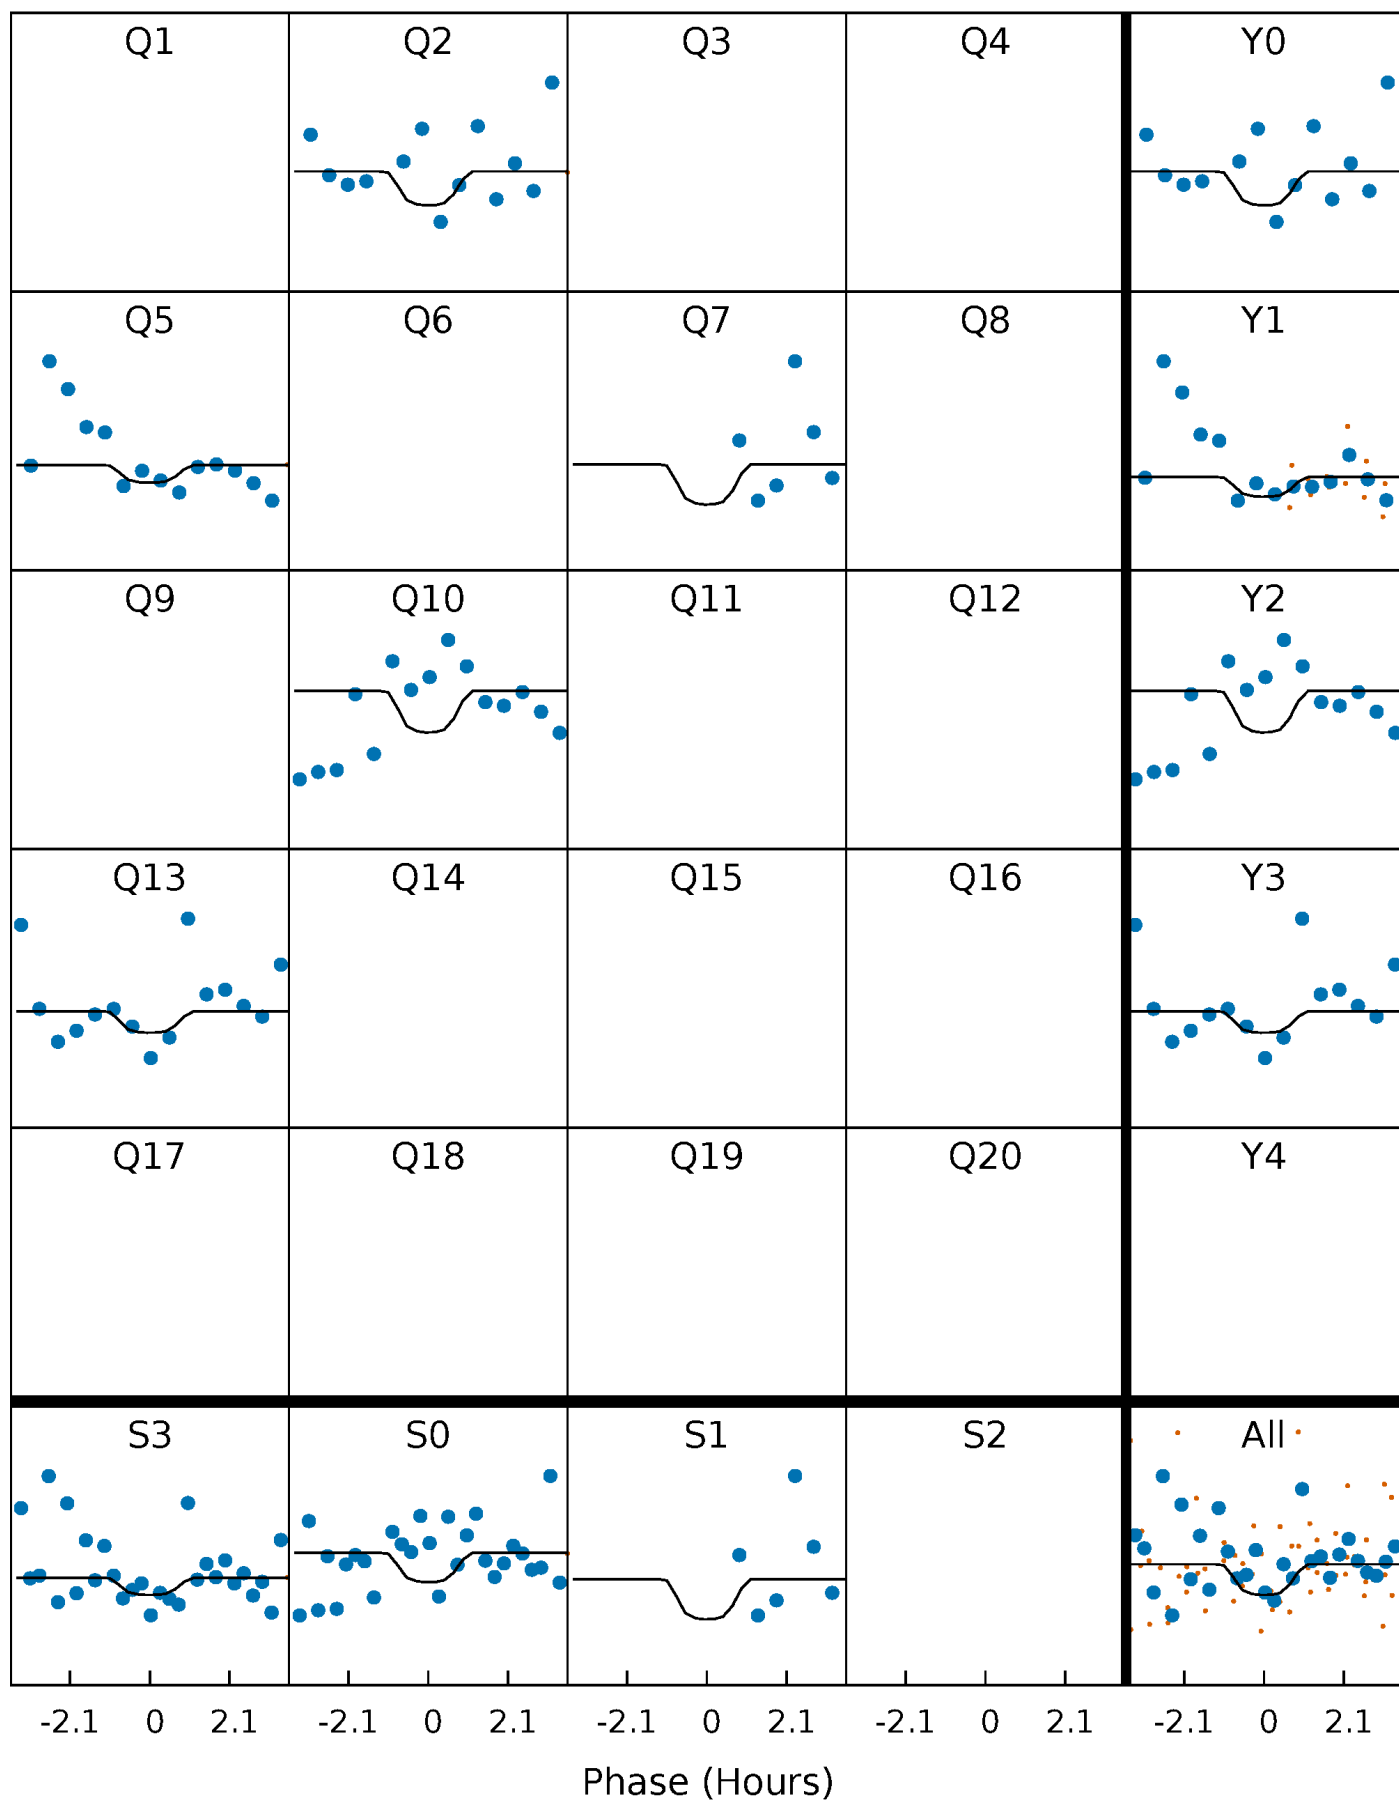 Q1 Q2 Q3 Q4 Y0
Q5 Q6 Q7 Q8 Y1
Q9 Q10 Q11 Q12 Y2
Q13 Q14 Q15 Q16 Y3
Q17 Q18 Q19 Q20 Y4
S3 S0 S1 S2 All
-2.1 0 2.1 -2.1 0 2.1 -2.1 0 2.1 -2.1 0 2.1 -2.1 0 2.1
Phase (Hours)